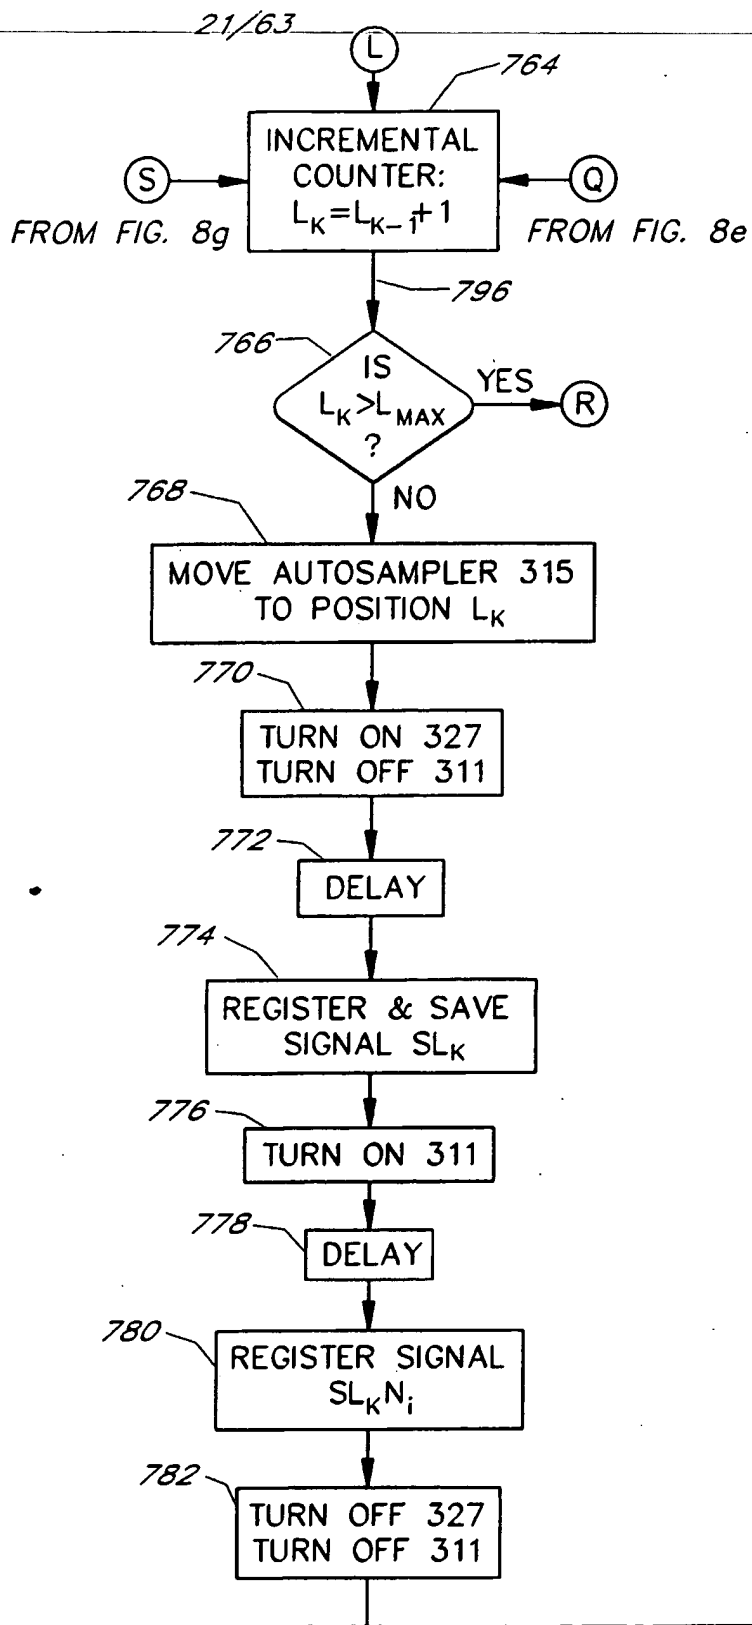 21/63
L
764
INCREMENTAL
COUNTER:
L_K=L_{K-1}+1
S
Q
FROM FIG. 8g
FROM FIG. 8e
796
766
IS
L_K>L_MAX
?
YES
R
NO
768
MOVE AUTOSAMPLER 315
TO POSITION L_K
770
TURN ON 327
TURN OFF 311
772
DELAY
774
REGISTER & SAVE
SIGNAL SL_K
776
TURN ON 311
778
DELAY
780
REGISTER SIGNAL
SL_KN_i
782
TURN OFF 327
TURN OFF 311